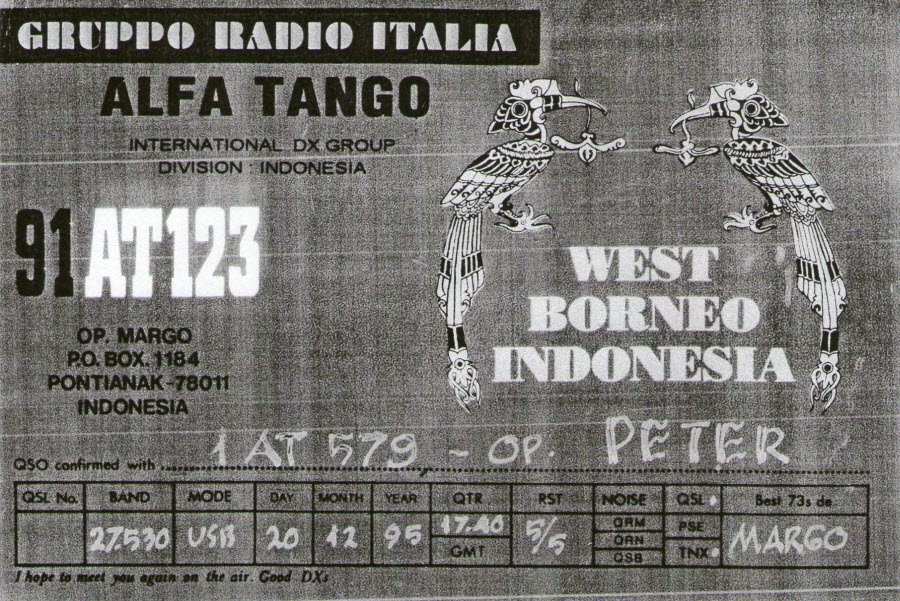 GRUPPO RADIO ITALIA
ALFA TANGO
INTERNATIONAL DX GROUP
DIVISION : INDONESIA
91 AT123
OP. MARGO
P.O. BOX. 1184
PONTIANAK-78011
INDONESIA
WEST
BORNEO
INDONESIA
QSO confirmed with 1 AT 579 - OP. PETER
QSL No. BAND MODE DAY MONTH YEAR QTR RST NOISE QSL Best 73s de
27.530 USB 20 12 95 17.40 GMT 5/5 QRM QRN QSB PSE TNX MARGO
I hope to meet you again on the air. Good DXs